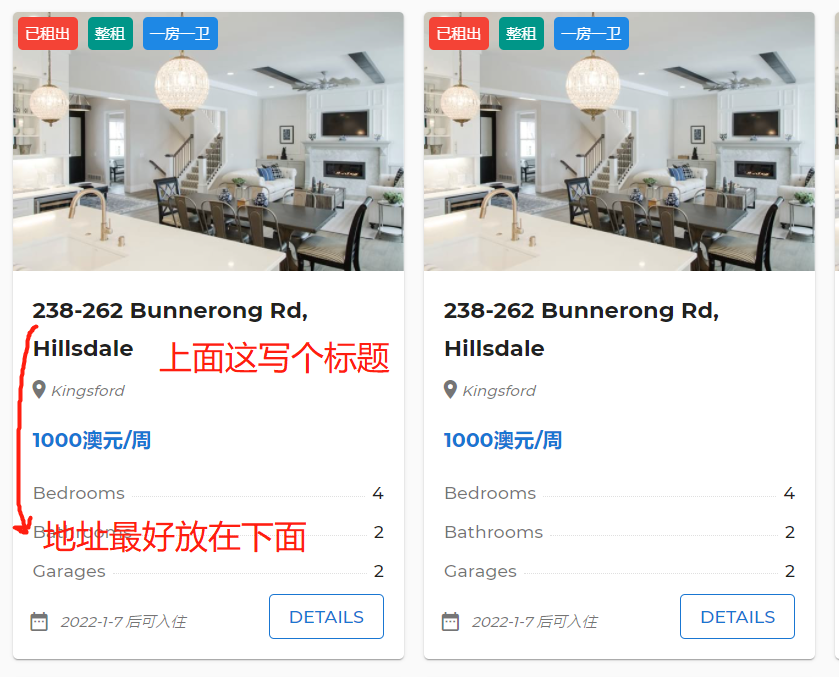 已租出 整租 一房一卫
238-262 Bunnerong Rd,
Hillsdale
上面这写个标题
Kingsford
1000澳元/周
Bedrooms 4
Bathrooms 2
地址最好放在下面
Garages 2
2022-1-7 后可入住 DETAILS
已租出 整租 一房一卫
238-262 Bunnerong Rd,
Hillsdale
Kingsford
1000澳元/周
Bedrooms 4
Bathrooms 2
Garages 2
2022-1-7 后可入住 DETAILS